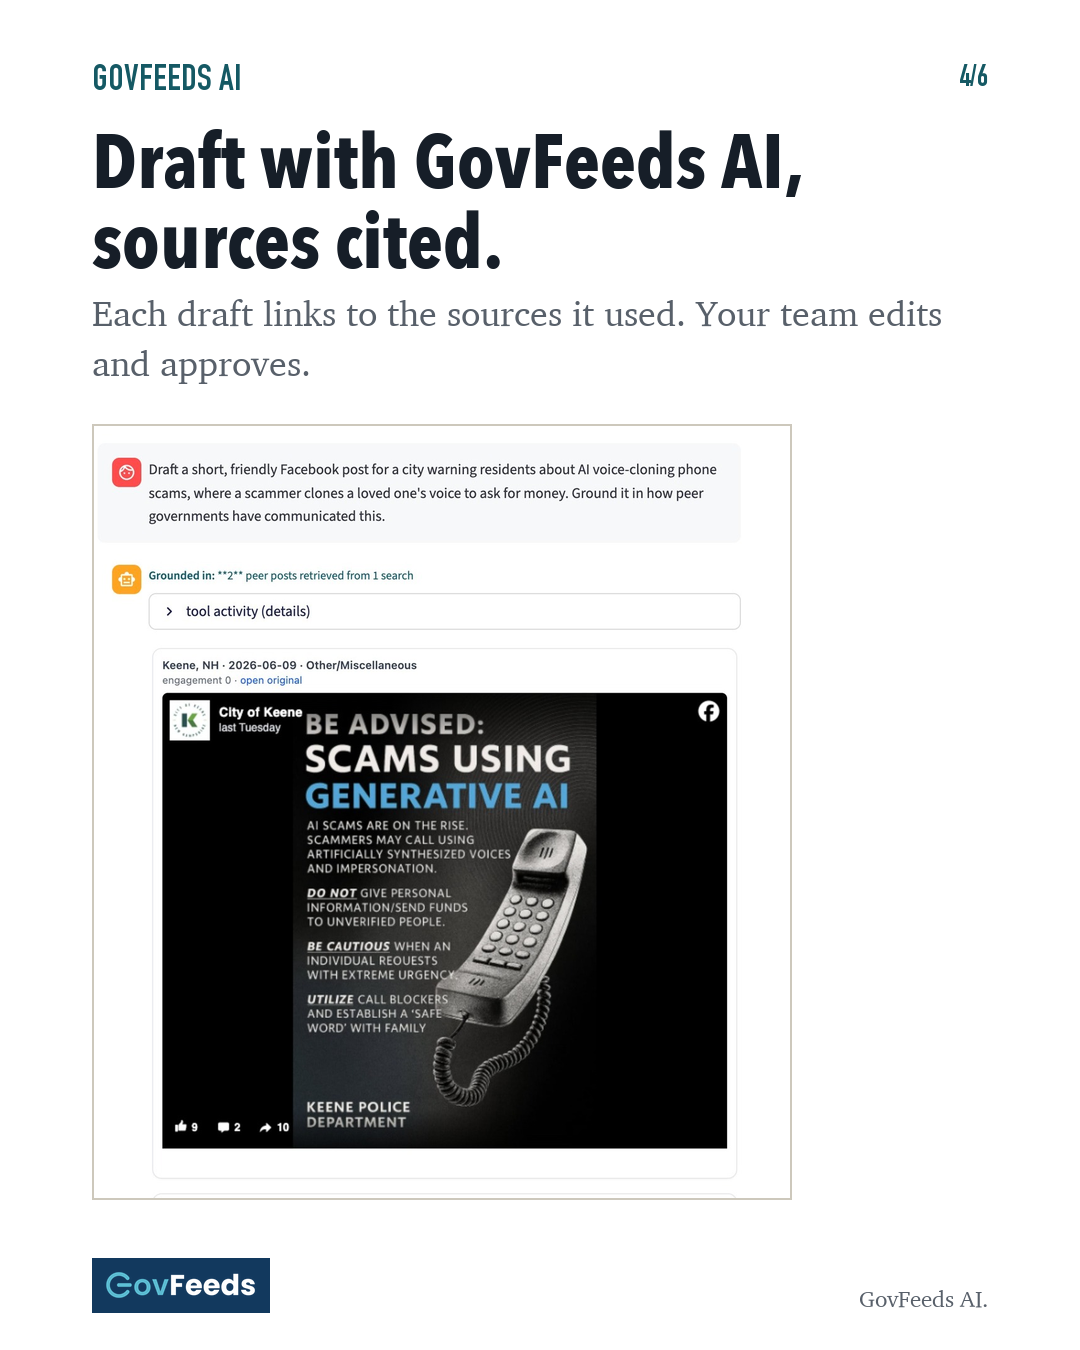 GOVFEEDS AI
4/6
Draft with GovFeeds AI,
sources cited.
Each draft links to the sources it used. Your team edits
and approves.
Draft a short, friendly Facebook post for a city warning residents about AI voice-cloning phone
scams, where a scammer clones a loved one's voice to ask for money. Ground it in how peer
governments have communicated this.
Grounded in: **2** peer posts retrieved from 1 search
tool activity (details)
Keene, NH · 2026-06-09 · Other/Miscellaneous
engagement 0 · open original
K
City of Keene
last Tuesday
BE ADVISED:
SCAMS USING
GENERATIVE AI
AI SCAMS ARE ON THE RISE.
SCAMMERS MAY CALL USING
ARTIFICIALLY SYNTHESIZED VOICES
AND IMPERSONATION.
DO NOT GIVE PERSONAL
INFORMATION/SEND FUNDS
TO UNVERIFIED PEOPLE.
BE CAUTIOUS WHEN AN
INDIVIDUAL REQUESTS
WITH EXTREME URGENCY.
UTILIZE CALL BLOCKERS
AND ESTABLISH A 'SAFE
WORD' WITH FAMILY
KEENE POLICE
DEPARTMENT
9 2 10
GovFeeds
GovFeeds AI.